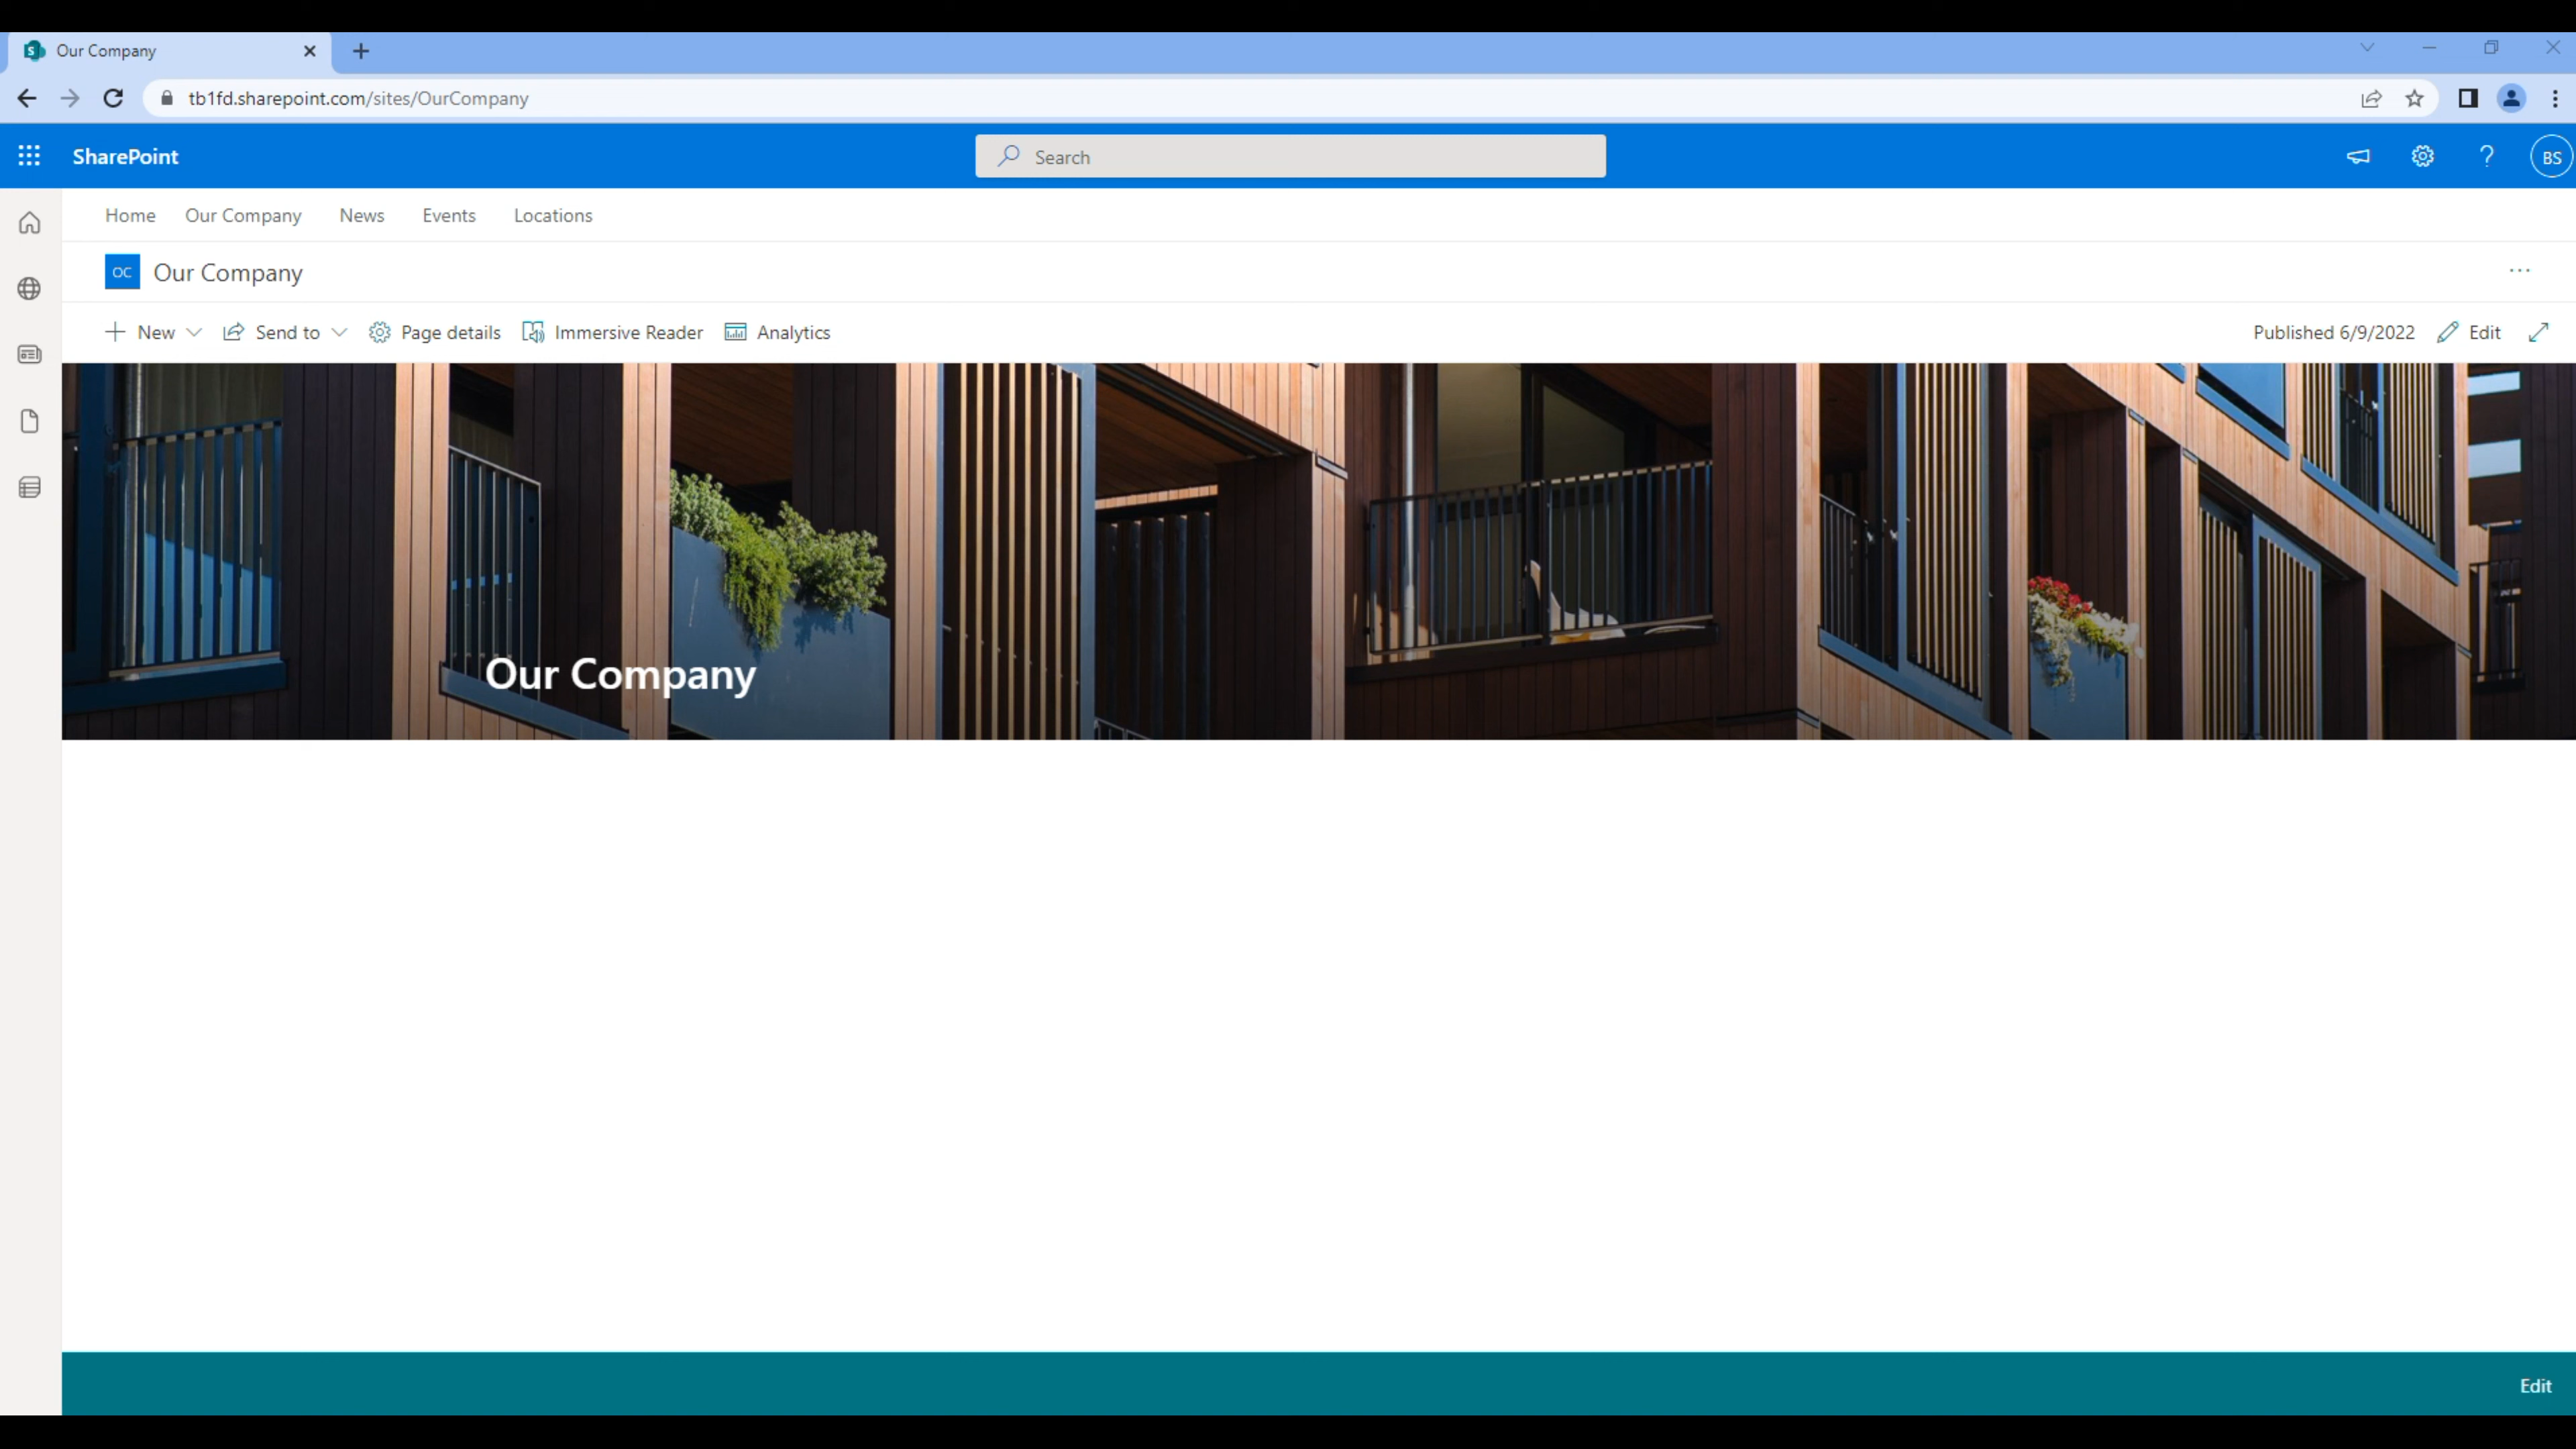 Our Company
tb1fd.sharepoint.com/sites/OurCompany
SharePoint
Search
BS
Home Our Company News Events Locations
OC Our Company
New Send to Page details Immersive Reader Analytics Published 6/9/2022 Edit
Our Company
Edit